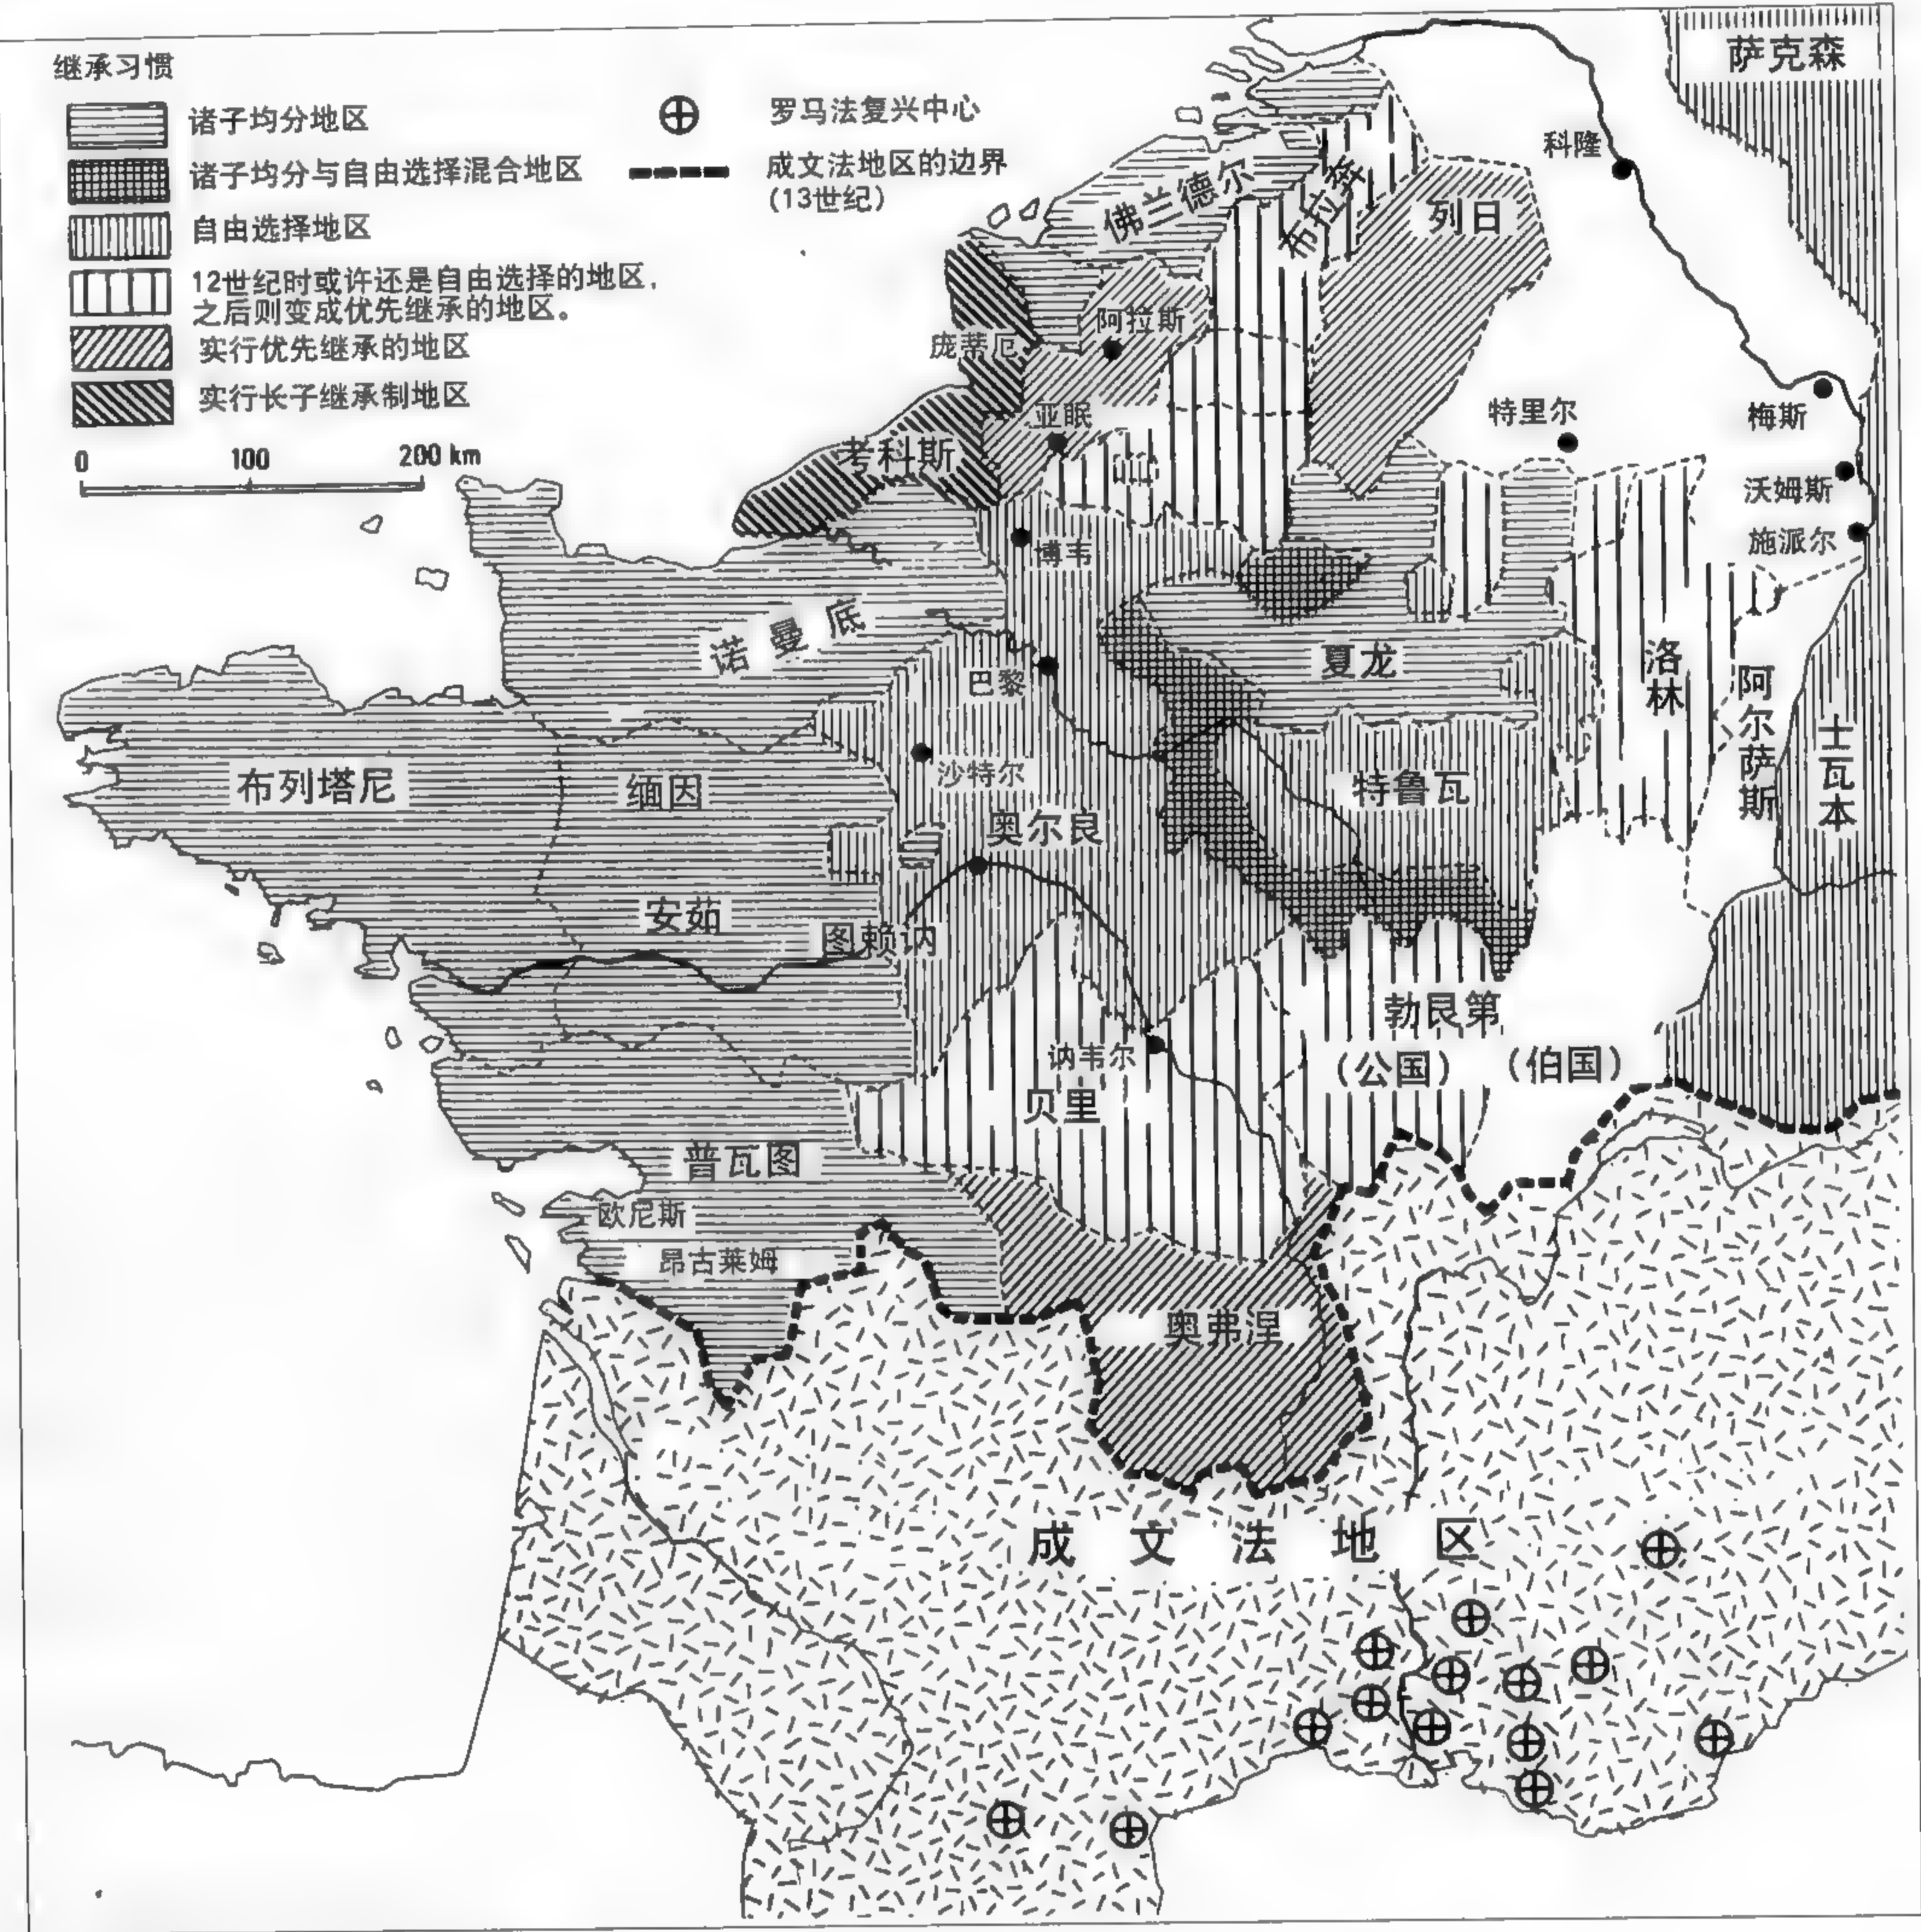 继承习惯
诸子均分地区
诸子均分与自由选择混合地区
自由选择地区
12世纪时或许还是自由选择的地区,
之后则变成优先继承的地区。
实行优先继承的地区
实行长子继承制地区
0 100 200 km
罗马法复兴中心
成文法地区的边界
(13世纪)
萨克森
科隆
佛兰德尔
布拉奔
列日
阿拉斯
庞蒂厄
亚眠
考科斯
特里尔
梅斯
沃姆斯
施派尔
博韦
诺曼底
巴黎
夏龙
洛林
阿尔萨斯
士瓦本
布列塔尼
缅因
沙特尔
特鲁瓦
奥尔良
安茹
图赖讷
勃艮第
(公国)
(伯国)
讷韦尔
贝里
普瓦图
欧尼斯
昂古莱姆
奥弗涅
成文法地区